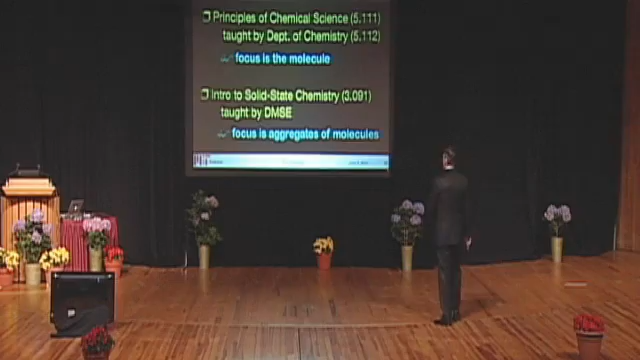 Principles of Chemical Science (5.111)
taught by Dept. of Chemistry (5.112)
focus is the molecule
Intro to Solid-State Chemistry (3.091)
taught by DMSE
focus is aggregates of molecules